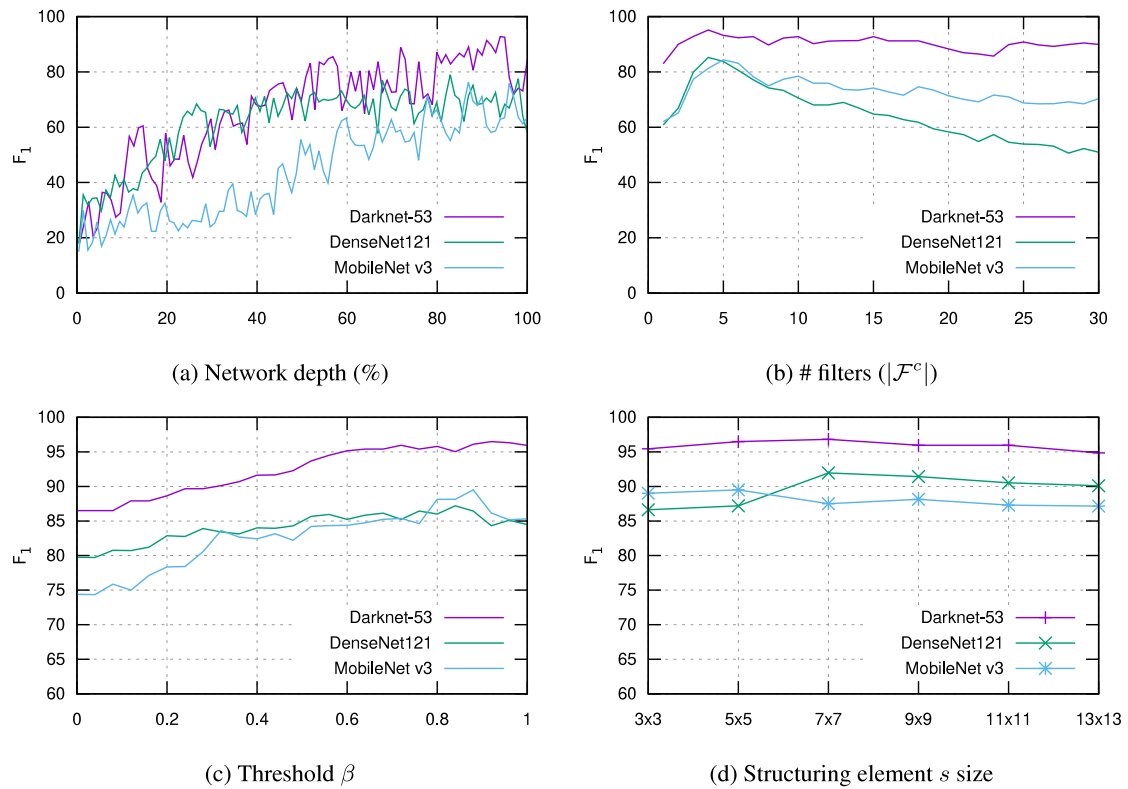 100
80
60
40
20
0
F1
Darknet-53
DenseNet121
MobileNet v3
0 20 40 60 80 100
(a) Network depth (%)
100
80
60
40
20
0
F1
Darknet-53
DenseNet121
MobileNet v3
0 5 10 15 20 25 30
(b) # filters (|ℱᶜ|)
100
95
90
85
80
75
70
65
60
F1
Darknet-53
DenseNet121
MobileNet v3
0 0.2 0.4 0.6 0.8 1
(c) Threshold β
100
95
90
85
80
75
70
65
60
F1
Darknet-53
DenseNet121
MobileNet v3
3x3 5x5 7x7 9x9 11x11 13x13
(d) Structuring element s size